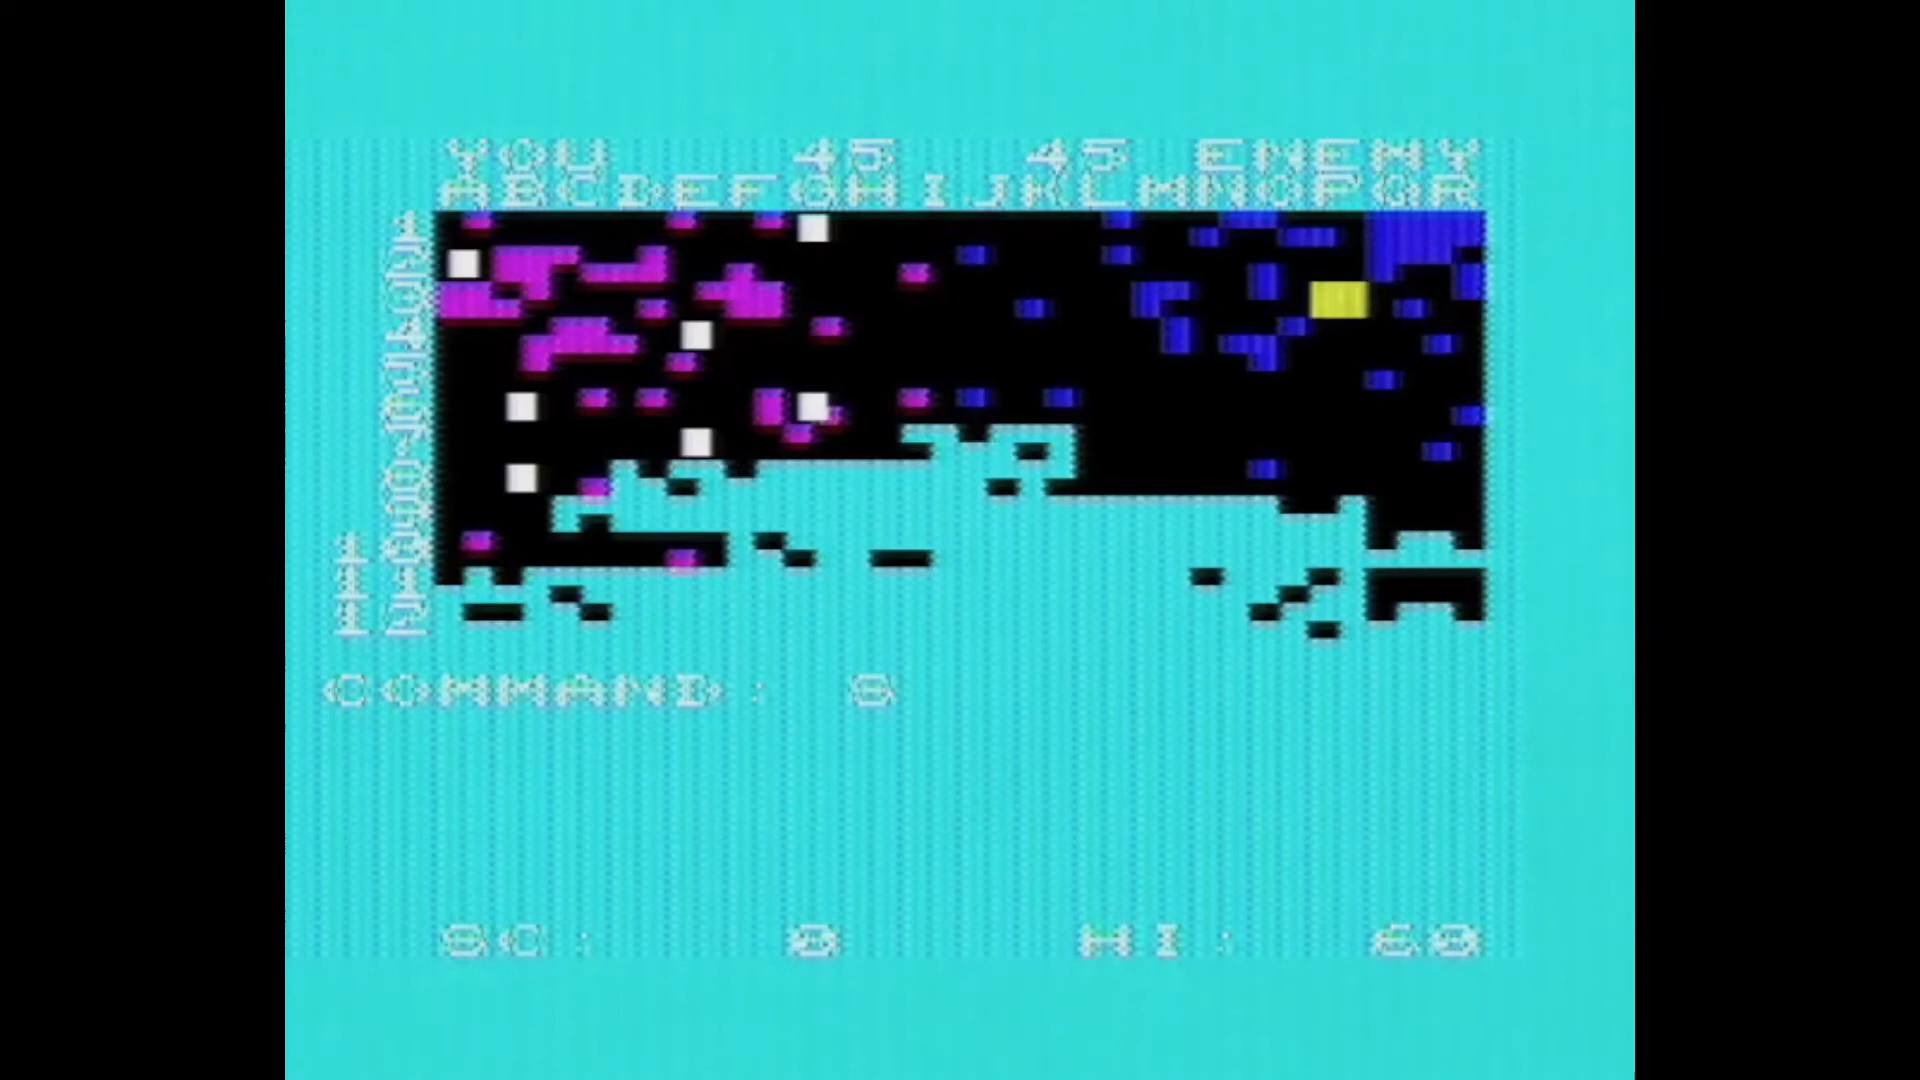 YOU 45 45 ENEMY
ABCDEFGHIJKLMNOPQR
COMMAND: S
SC: 0 HI: 60